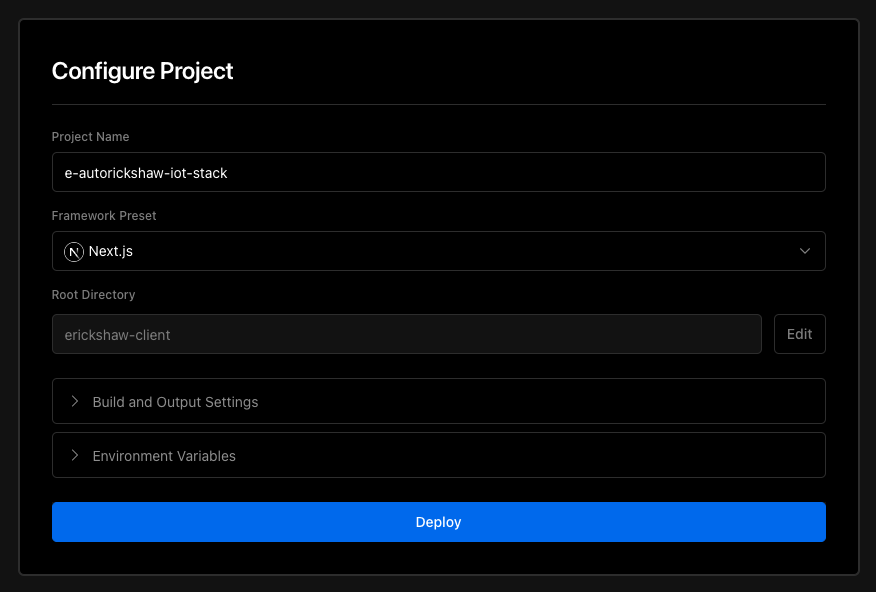 Configure Project
Project Name
e-autorickshaw-iot-stack
Framework Preset
N Next.js
Root Directory
erickshaw-client Edit
Build and Output Settings
Environment Variables
Deploy